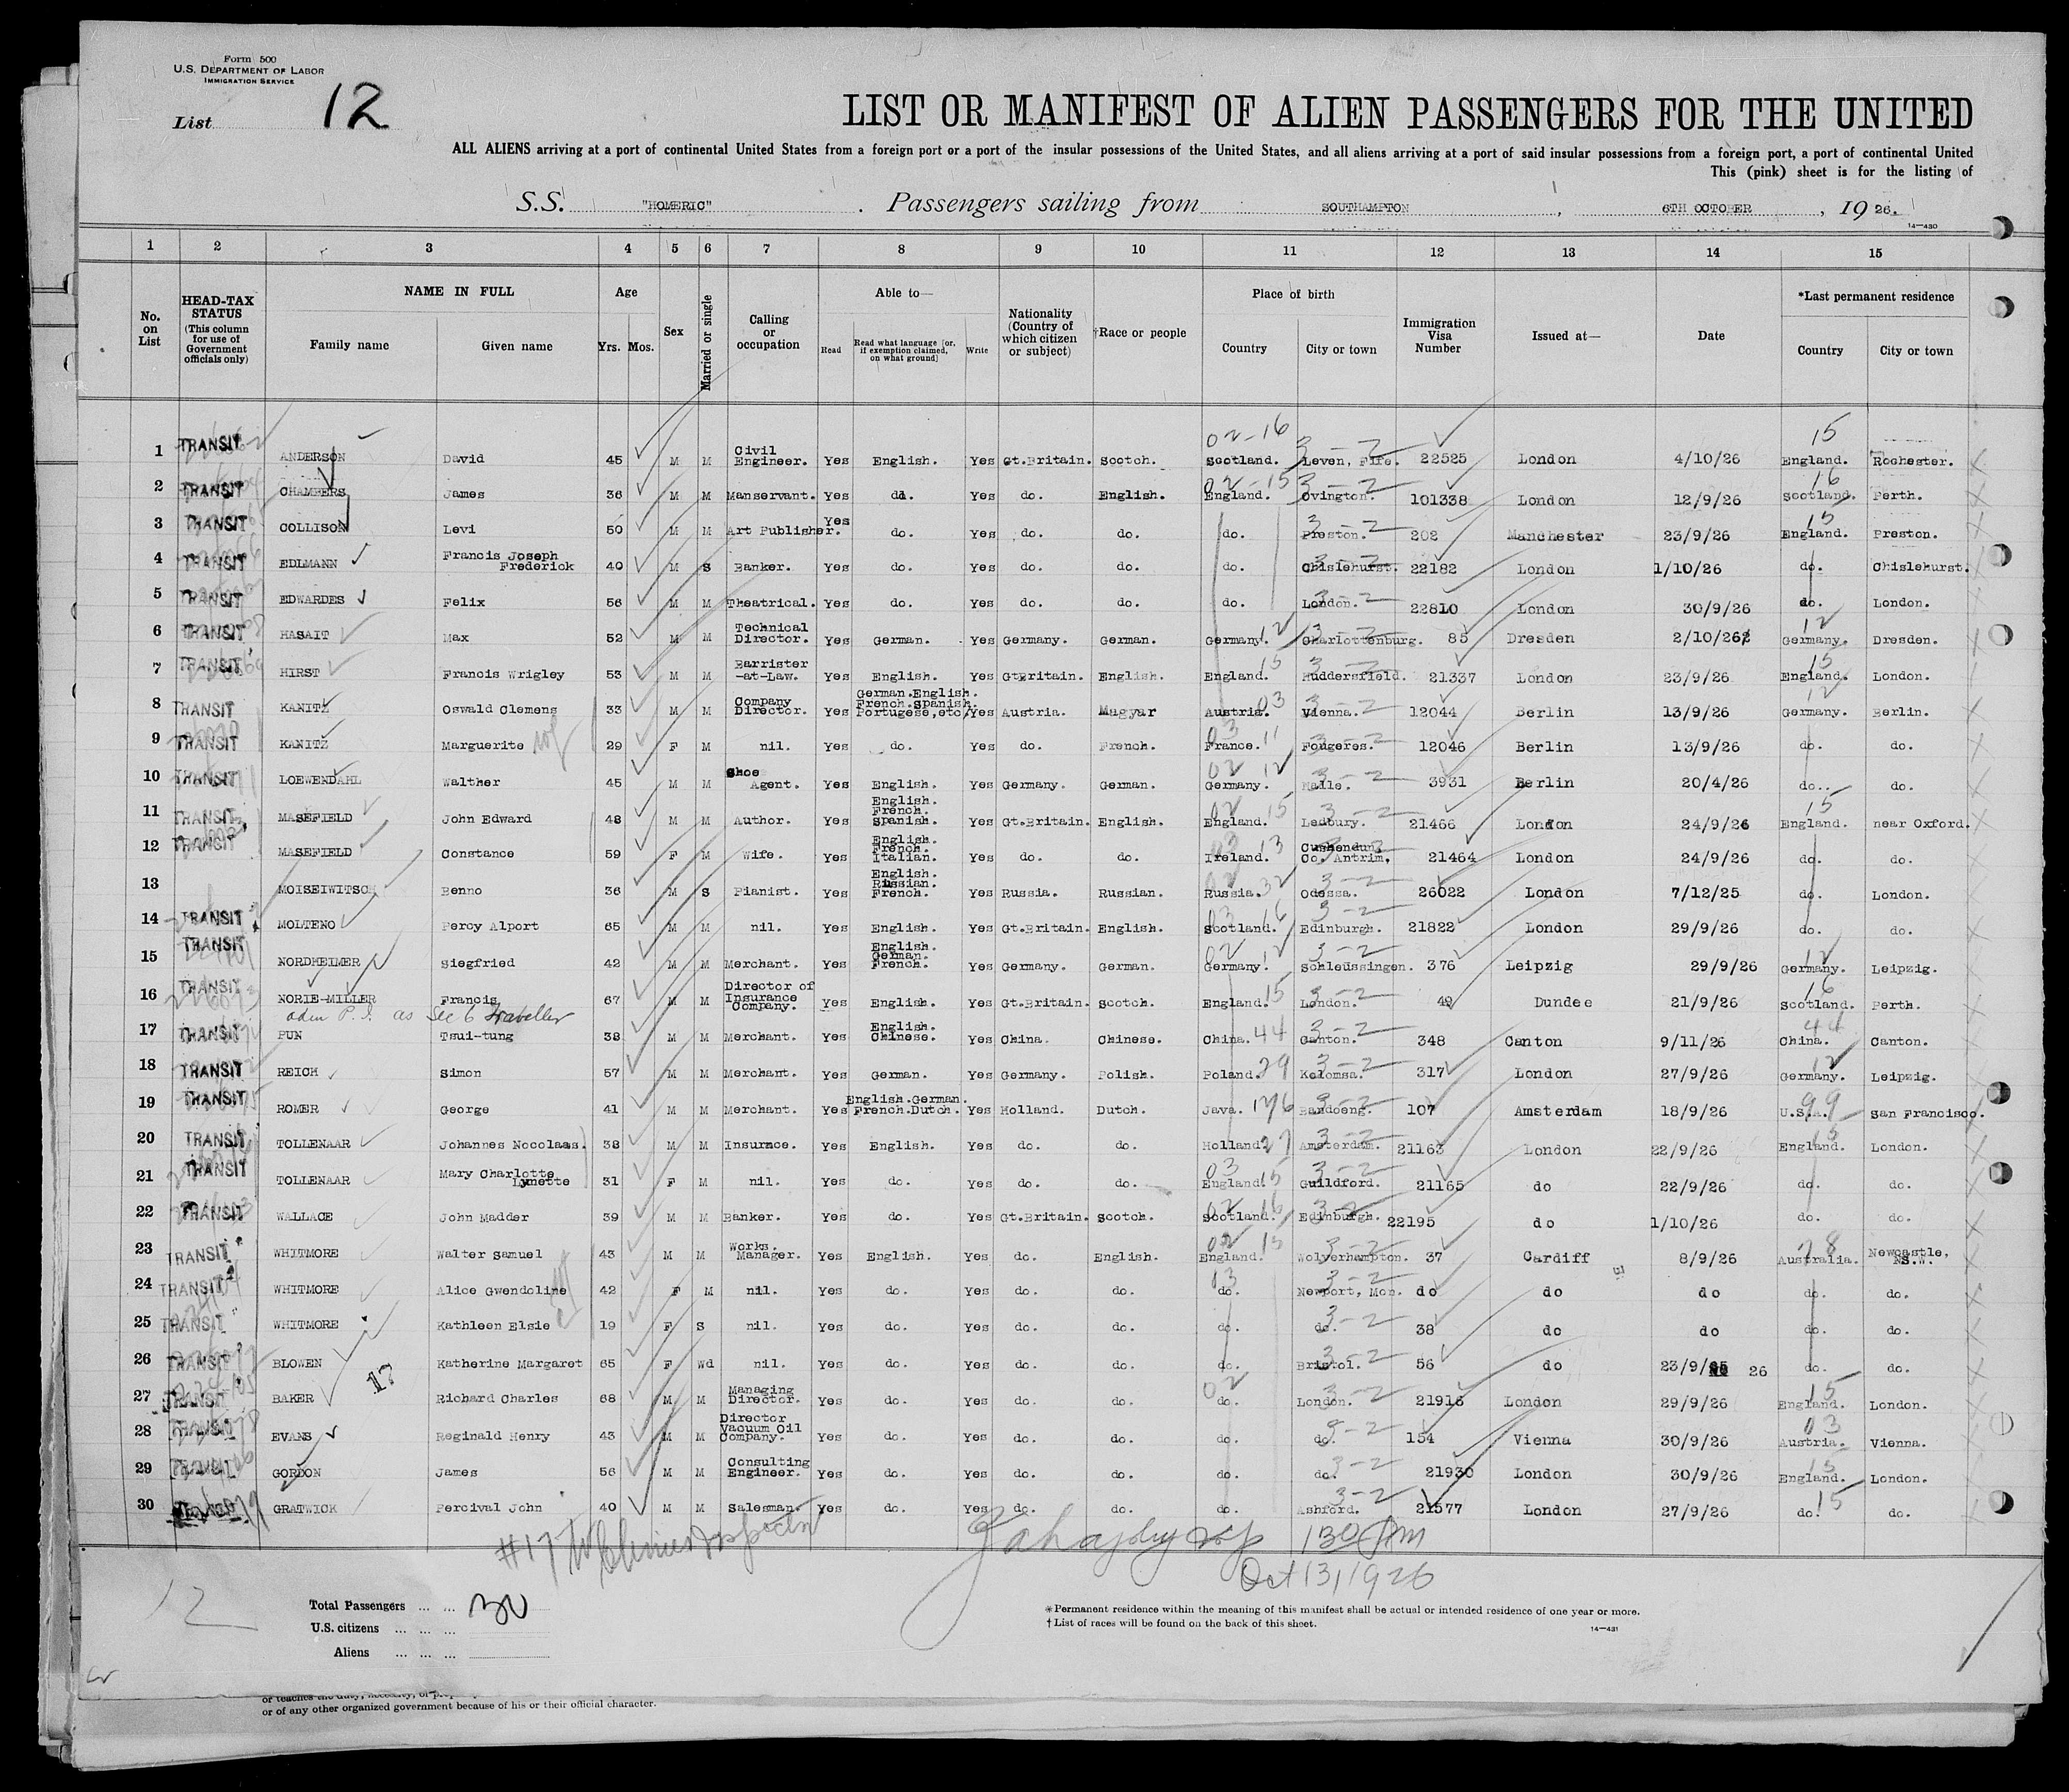 Form 500
U.S. DEPARTMENT OF LABOR
IMMIGRATION SERVICE
List 12
LIST OR MANIFEST OF ALIEN PASSENGERS FOR THE UNITED
ALL ALIENS arriving at a port of continental United States from a foreign port or a port of the insular possessions of the United States, and all aliens arriving at a port of said insular possessions from a foreign port, a port of continental United
This (pink) sheet is for the listing of
S.S. "HOMERIC" . Passengers sailing from SOUTHAMPTON , 6TH OCTOBER , 19 26.
14—430
1 2 3 4 5 6 7 8 9 10 11 12 13 14 15
No. on List HEAD-TAX STATUS (This column for use of Government officials only) NAME IN FULL Family name Given name Age Yrs. Mos. Sex Married or single Calling or occupation Able to— Read Read what language [or, if exemption claimed, on what ground] Write Nationality (Country of which citizen or subject) †Race or people Place of birth Country City or town Immigration Visa Number Issued at— Date *Last permanent residence Country City or town
1 TRANSIT ANDERSON David 45 M M Civil Engineer. Yes English. Yes Gt.Britain. Scotch. Scotland. Leven, Fife. 22525 London 4/10/26 England. Rochester.
2 TRANSIT CHAMBERS James 36 M M Manservant. Yes do. Yes do. English. England. Ovington. 101338 London 12/9/26 Scotland. Perth.
3 TRANSIT COLLISON Levi 50 M M Art Publisher. Yes do. Yes do. do. do. Preston. 202 Manchester 23/9/26 England. Preston.
4 TRANSIT EDLMANN Francis Joseph Frederick 40 M S Banker. Yes do. Yes do. do. do. Chislehurst. 22182 London 1/10/26 do. Chislehurst.
5 TRANSIT EDWARDES Felix 56 M M Theatrical. Yes do. Yes do. do. do. London. 22810 London 30/9/26 do. London.
6 TRANSIT HASAIT Max 52 M M Technical Director. Yes German. Yes Germany. German. Germany. Charlottenburg. 85 Dresden 2/10/26 Germany. Dresden.
7 TRANSIT HIRST Francis Wrigley 53 M M Barrister -at-Law. Yes English. Yes GtBritain. English. England. Huddersfield. 21337 London 23/9/26 England. London.
8 TRANSIT KANITZ Oswald Clemens 33 M M Company Director. Yes German.English. French.Spanish. Portugese,etc. Yes Austria. Magyar Austria. Vienna. 12044 Berlin 13/9/26 Germany. Berlin.
9 TRANSIT KANITZ Marguerite 29 F M nil. Yes do. Yes do. French. France. Fougeres. 12046 Berlin 13/9/26 do. do.
10 TRANSIT LOEWENDAHL Walther 45 M M Shoe Agent. Yes English. Yes Germany. German. Germany. Halle. 3931 Berlin 20/4/26 do.. do.
11 TRANSIT MASEFIELD John Edward 48 M M Author. Yes English. French. Spanish. Yes Gt.Britain. English. England. Ledbury. 21466 London 24/9/26 England. near Oxford.
12 TRANSIT MASEFIELD Constance 59 F M Wife. Yes English. French. Italian. Yes do. do. Ireland. Cushendun, Co. Antrim, 21464 London 24/9/26 do. do.
13 MOISEIWITSCH Benno 36 M S Pianist. Yes English. Russian. French. Yes Russia. Russian. Russia. Odessa. 26022 London 7/12/25 do. London.
14 TRANSIT MOLTENO Percy Alport 65 M M nil. Yes English. Yes Gt.Britain. English. Scotland. Edinburgh. 21822 London 29/9/26 do. do.
15 TRANSIT NORDHEIMER Siegfried 42 M M Merchant. Yes English. German. French. Yes Germany. German. Germany. Schleussingen. 376 Leipzig 29/9/26 Germany. Leipzig.
16 TRANSIT NORIE-MILLER Francis 67 M M Director of Insurance Company. Yes English. Yes Gt.Britain. Scotch. England. London. 49 Dundee 21/9/26 Scotland. Perth.
adm P.I. as Sec 6 Traveller
17 TRANSIT PUN Tsui-tung 38 M M Merchant. Yes English. Chinese. Yes China. Chinese. China. Canton. 348 Canton 9/11/26 China. Canton.
18 TRANSIT REICH Simon 57 M M Merchant. Yes German. Yes Germany. Polish. Poland. Kolomsa. 317 London 27/9/26 Germany. Leipzig.
19 TRANSIT ROMER George 41 M M Merchant. Yes English.German. French.Dutch. Yes Holland. Dutch. Java. Bandoeng. 107 Amsterdam 18/9/26 U.S.A. San Francisco.
20 TRANSIT TOLLENAAR Johannes Nocolaas. 38 M M Insurnce. Yes English. Yes do. do. Holland. Amsterdam. 21163 London 22/9/26 England. London.
21 TRANSIT TOLLENAAR Mary Charlotte Lynette 31 F M nil. Yes do. Yes do. do. England. Guildford. 21165 do 22/9/26 do. do.
22 TRANSIT WALLACE John Madder 39 M M Banker. Yes do. Yes Gt.Britain. Scotch. Scotland. Edinburgh. 22195 do 1/10/26 do. do.
23 TRANSIT WHITMORE Walter Samuel 43 M M Works. Manager. Yes English. Yes do. English. England. Wolverhampton. 37 Cardiff 8/9/26 Australia. Newcastle, NS.W.
24 TRANSIT WHITMORE Alice Gwendoline 42 F M nil. Yes do. Yes do. do. do. Newport, Mon. do do do do. do.
25 TRANSIT WHITMORE Kathleen Elsie 19 F S nil. Yes do. Yes do. do. do. do. 38 do do do. do.
26 TRANSIT BLOWEN Katherine Margaret 65 F Wd nil. Yes do. Yes do. do. do. Bristol. 56 do 23/9/ 26 do. do.
27 TRANSIT BAKER 17 Richard Charles 68 M M Managing Director. Yes do. Yes do. do. do. London. 21916 London 29/9/26 England. London.
28 TRANSIT EVANS Reginald Henry 43 M M Director Vacuum Oil Company. Yes do. Yes do. do. do. do. 154 Vienna 30/9/26 Austria. Vienna.
29 TRANSIT GORDON James 56 M M Consulting Engineer. Yes do. Yes do. do. do. do. 21930 London 30/9/26 England. London.
30 GRATWICK Percival John 40 M M Salesman. Yes do. Yes do. do. do. Ashford. 21577 London 27/9/26 do. do.
#17 130 Pm
Oct 13, 1926
12
Total Passengers ... ... 30
U.S. citizens ... ... ...
Aliens ... ... ...
*Permanent residence within the meaning of this manifest shall be actual or intended residence of one year or more.
†List of races will be found on the back of this sheet.
14—431
or of any other organized government because of his or their official character.